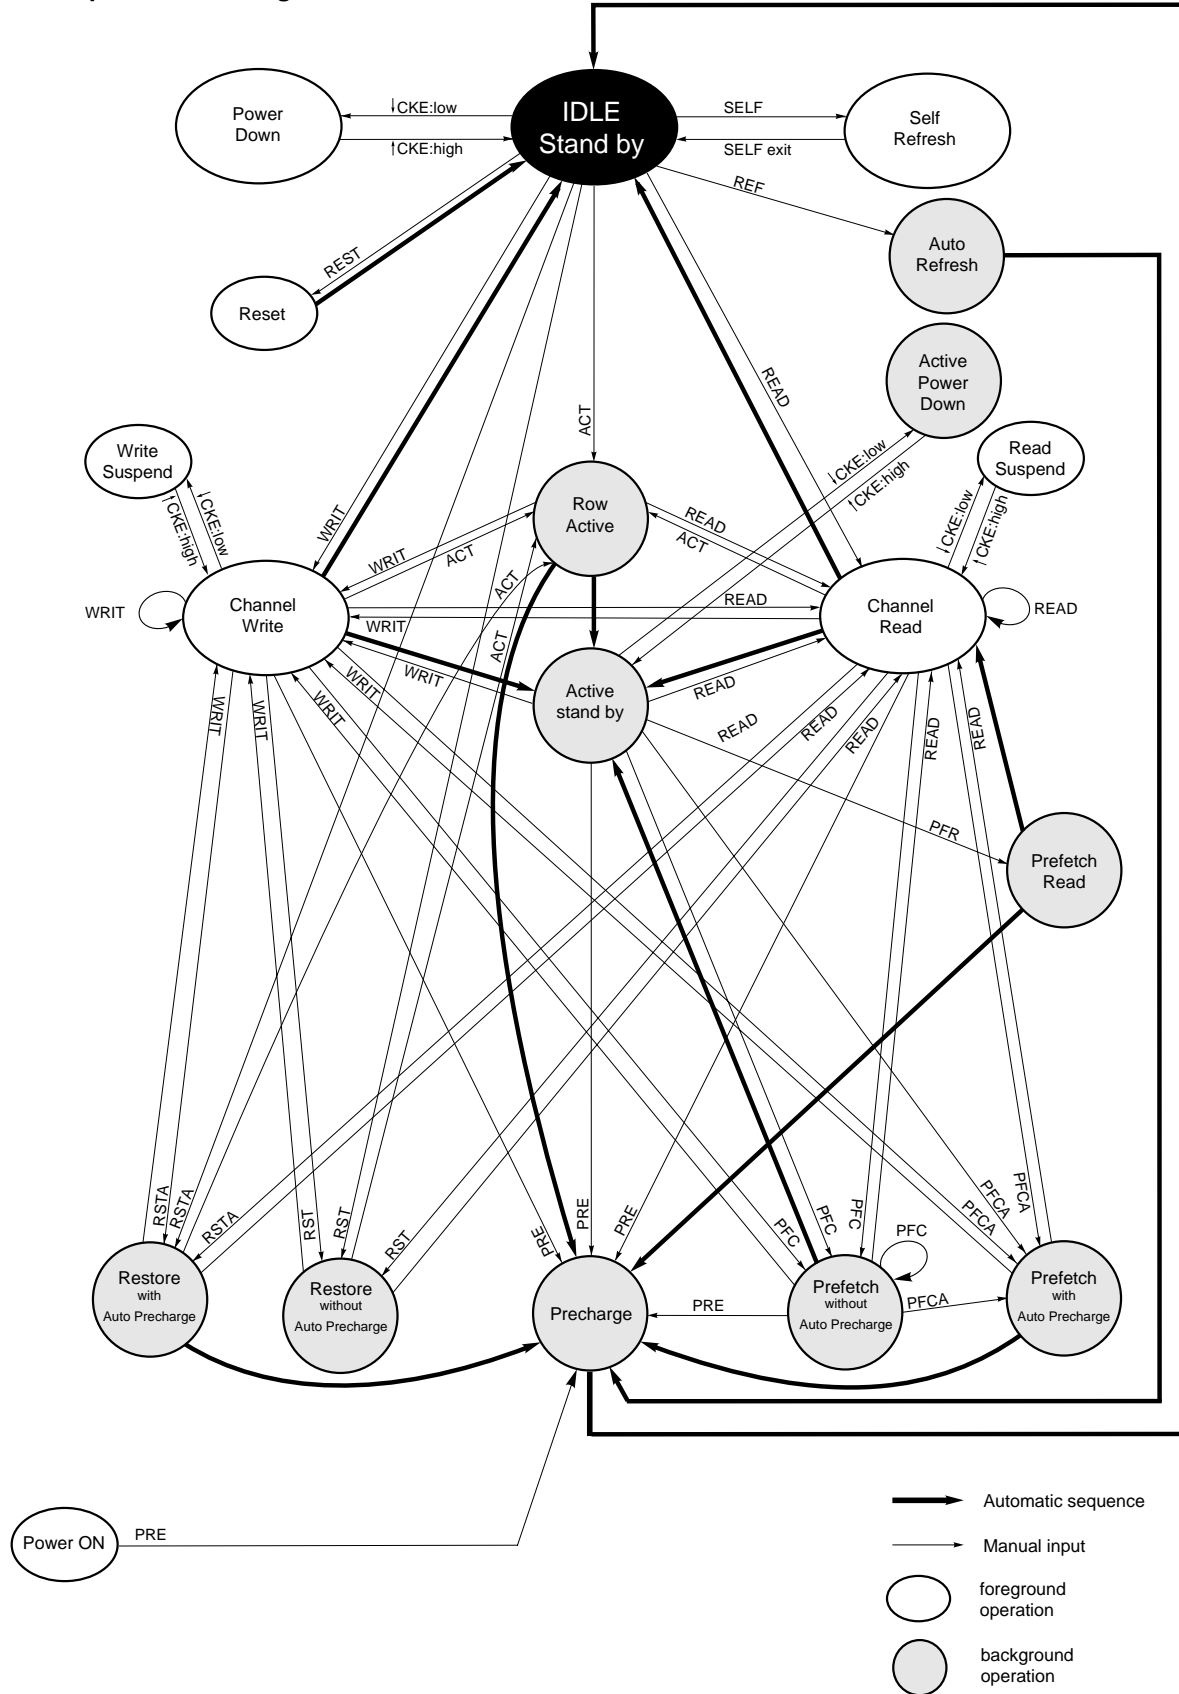 Power
Down
↓CKE:low
↑CKE:high
IDLE
Stand by
SELF
SELF exit
Self
Refresh
REF
Auto
Refresh
REST
Reset
Active
Power
Down
READ
ACT
WRIT
Write
Suspend
↑CKE:high
↓CKE:low
Row
Active
↓CKE:low
↑CKE:high
Read
Suspend
↓CKE:low
↑CKE:high
WRIT
ACT
READ
ACT
ACT
ACT
WRIT
Channel
Write
READ
WRIT
Channel
Read
READ
WRIT
READ
Active
stand by
WRIT
WRIT
WRIT
WRIT
READ
READ
READ
READ
READ
PFR
Prefetch
Read
RSTA
RSTA
RSTA
RST
RST
RST
PRE
PRE
PRE
PFC
PFC
PFC
PFCA
PFCA
PFCA
PFC
Restore
with
Auto Precharge
Restore
without
Auto Precharge
Precharge
PRE
Prefetch
without
Auto Precharge
PFCA
Prefetch
with
Auto Precharge
Power ON
PRE
Automatic sequence
Manual input
foreground
operation
background
operation